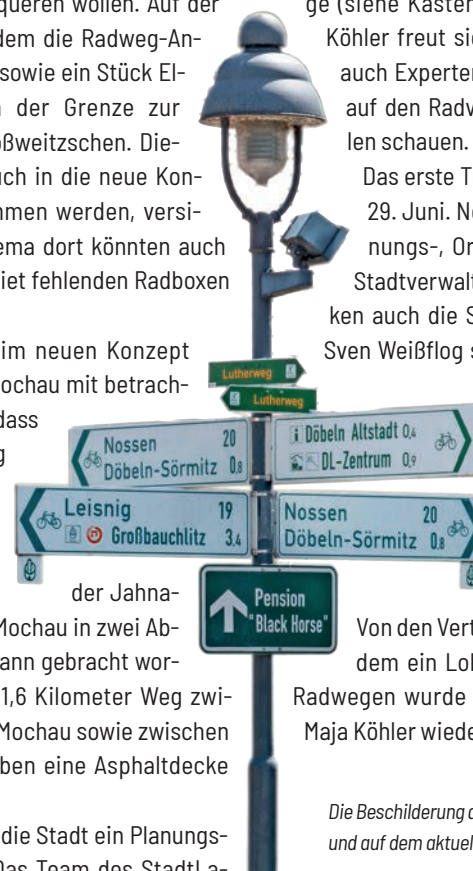 queren wollen. Auf der
dem die Radweg-An-
sowie ein Stück El-
der Grenze zur
ßweitzschen. Die-
uch in die neue Kon-
mmen werden, versi-
ema dort könnten auch
iet fehlenden Radboxen
im neuen Konzept
ochau mit betrach-
dass
g
der Jahna-
Mochau in zwei Ab-
ann gebracht wor-
1,6 Kilometer Weg zwi-
Mochau sowie zwischen
ben eine Asphaltdecke
die Stadt ein Planungs-
Das Team des StadtLa-
Lutherweg
Lutherweg
Nossen 20
Döbeln-Sörmitz 0,8
i Döbeln Altstadt 0,4
DL-Zentrum 0,9
Leisnig 19
Großbauchlitz 3,4
Nossen 20
Döbeln-Sörmitz 0,8
Pension
"Black Horse"
ge (siehe Kasten
Köhler freut si
auch Experten
auf den Radv
len schauen.
Das erste T
29. Juni. N
nungs-, Or
Stadtverwalt
ken auch die S
Sven Weißflog s
Von den Vert
dem ein Lol
Radwegen wurde
Maja Köhler wiede
Die Beschilderung d
und auf dem aktuel